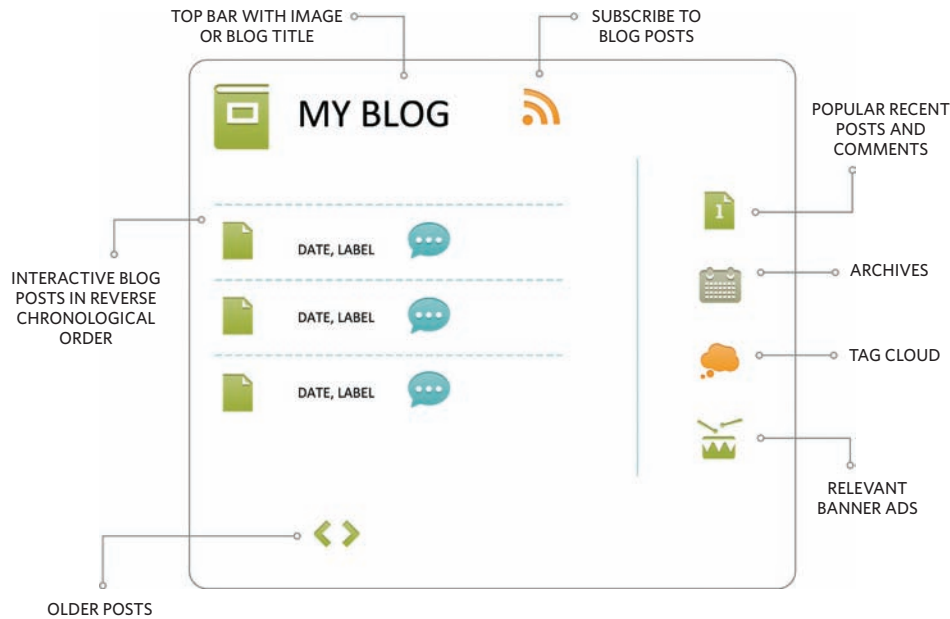 TOP BAR WITH IMAGE
OR BLOG TITLE
SUBSCRIBE TO
BLOG POSTS
MY BLOG
POPULAR RECENT
POSTS AND
COMMENTS
1
DATE, LABEL
INTERACTIVE BLOG
POSTS IN REVERSE
CHRONOLOGICAL
ORDER
ARCHIVES
DATE, LABEL
TAG CLOUD
DATE, LABEL
RELEVANT
BANNER ADS
OLDER POSTS